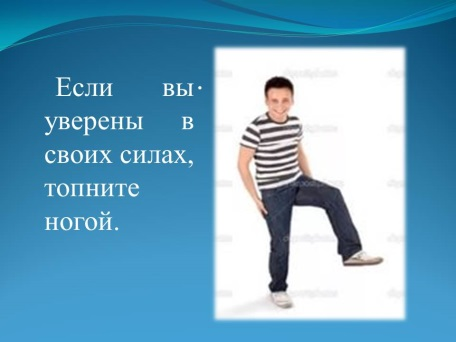 Если вы·
уверены в
своих силах,
топните
ногой.